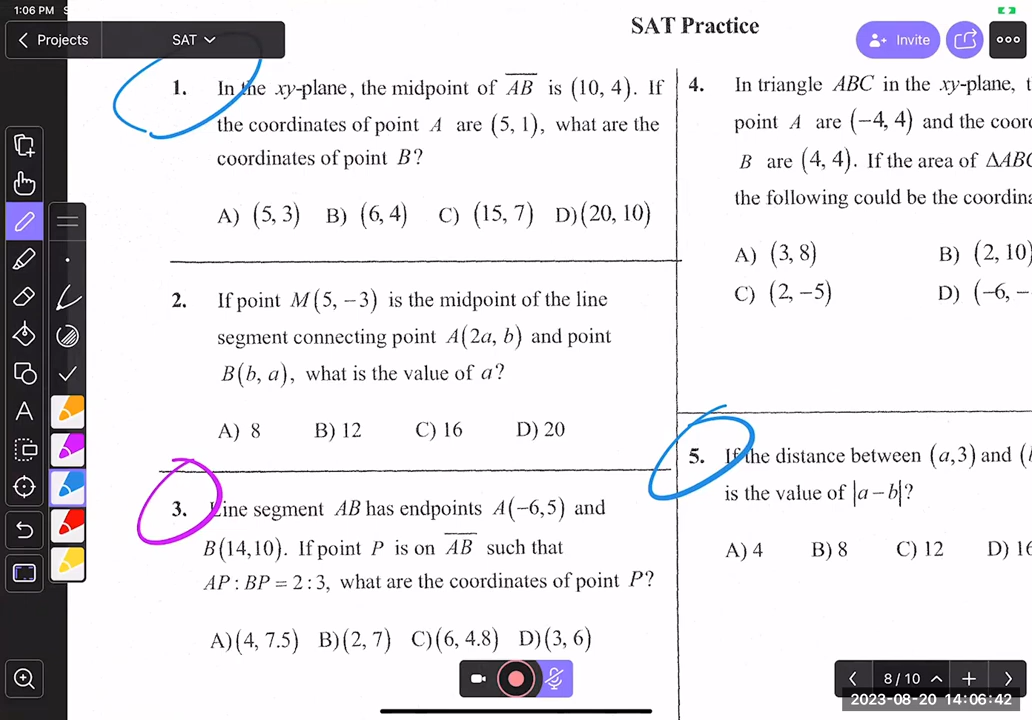 1:06 PM S
Projects
SAT
SAT Practice
Invite
1. In the xy-plane, the midpoint of AB is (10, 4). If
the coordinates of point A are (5, 1), what are the
coordinates of point B?
A) (5, 3) B) (6, 4) C) (15, 7) D) (20, 10)
2. If point M(5, −3) is the midpoint of the line
segment connecting point A(2a, b) and point
B(b, a), what is the value of a?
A) 8 B) 12 C) 16 D) 20
3. Line segment AB has endpoints A(−6,5) and
B(14,10). If point P is on AB such that
AP : BP = 2 : 3, what are the coordinates of point P?
A)(4, 7.5) B)(2, 7) C)(6, 4.8) D)(3, 6)
4. In triangle ABC in the xy-plane, t
point A are (−4, 4) and the coor
B are (4, 4). If the area of ΔABC
the following could be the coordina
A) (3, 8) B) (2, 10)
C) (2, −5) D) (−6, −
5. If the distance between (a,3) and (
is the value of |a − b|?
A) 4 B) 8 C) 12 D) 16
A
8 / 10
2023-08-20 14:06:42